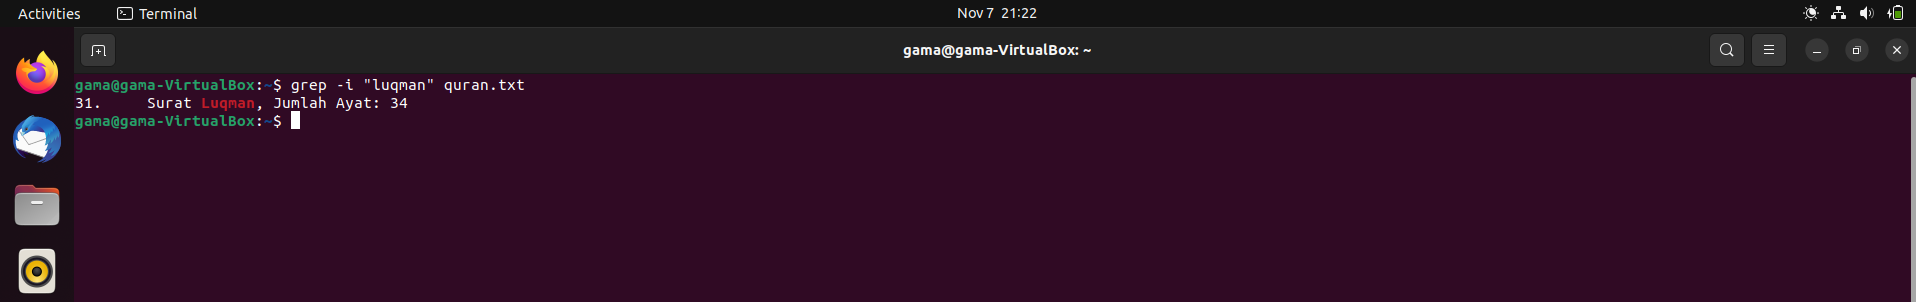 Activities Terminal Nov 7 21:22
gama@gama-VirtualBox: ~
gama@gama-VirtualBox:~$ grep -i "luqman" quran.txt
31. Surat Luqman, Jumlah Ayat: 34
gama@gama-VirtualBox:~$